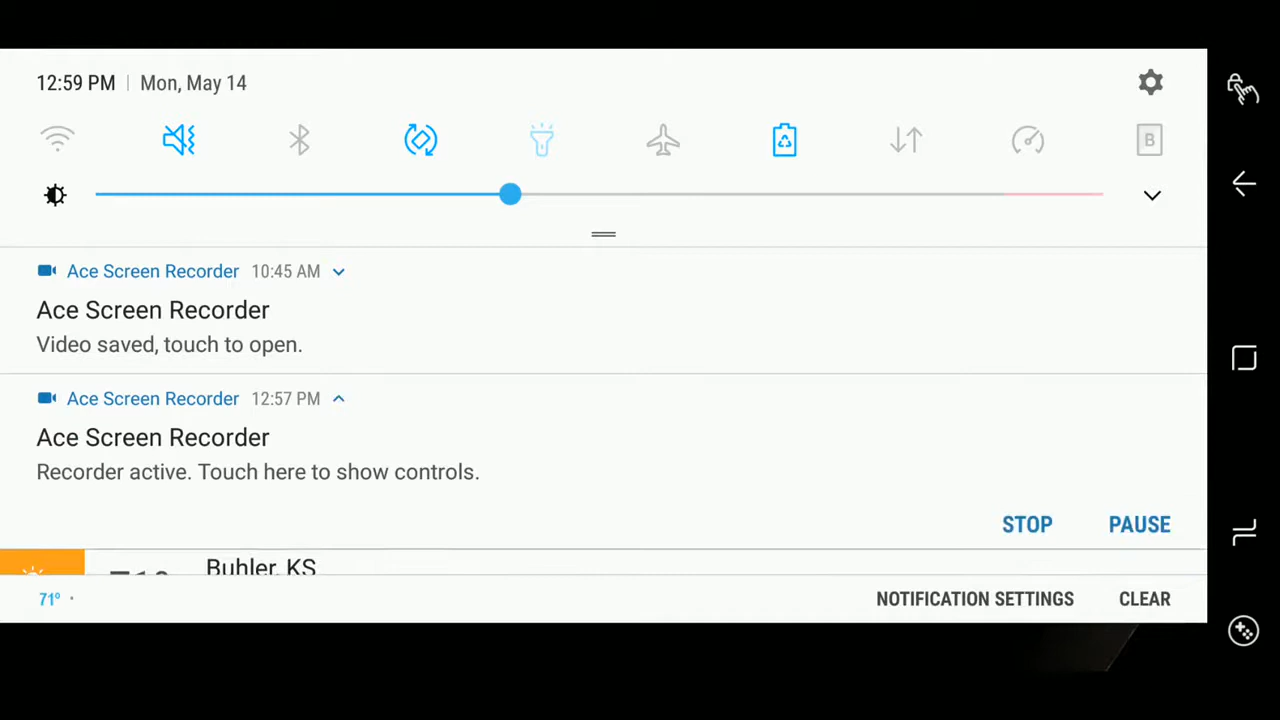 12:59 PM | Mon, May 14
B
Ace Screen Recorder 10:45 AM
Ace Screen Recorder
Video saved, touch to open.
Ace Screen Recorder 12:57 PM
Ace Screen Recorder
Recorder active. Touch here to show controls.
STOP PAUSE
Buhler, KS
71° NOTIFICATION SETTINGS CLEAR